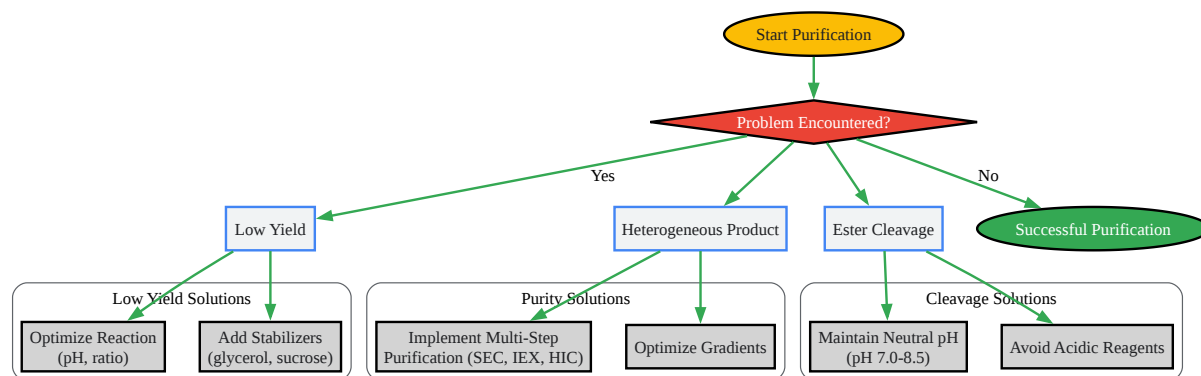 Start Purification
Problem Encountered?
Yes
No
Low Yield
Heterogeneous Product
Ester Cleavage
Successful Purification
Low Yield Solutions
Purity Solutions
Cleavage Solutions
Optimize Reaction
(pH, ratio)
Add Stabilizers
(glycerol, sucrose)
Implement Multi-Step
Purification (SEC, IEX, HIC)
Optimize Gradients
Maintain Neutral pH
(pH 7.0-8.5)
Avoid Acidic Reagents